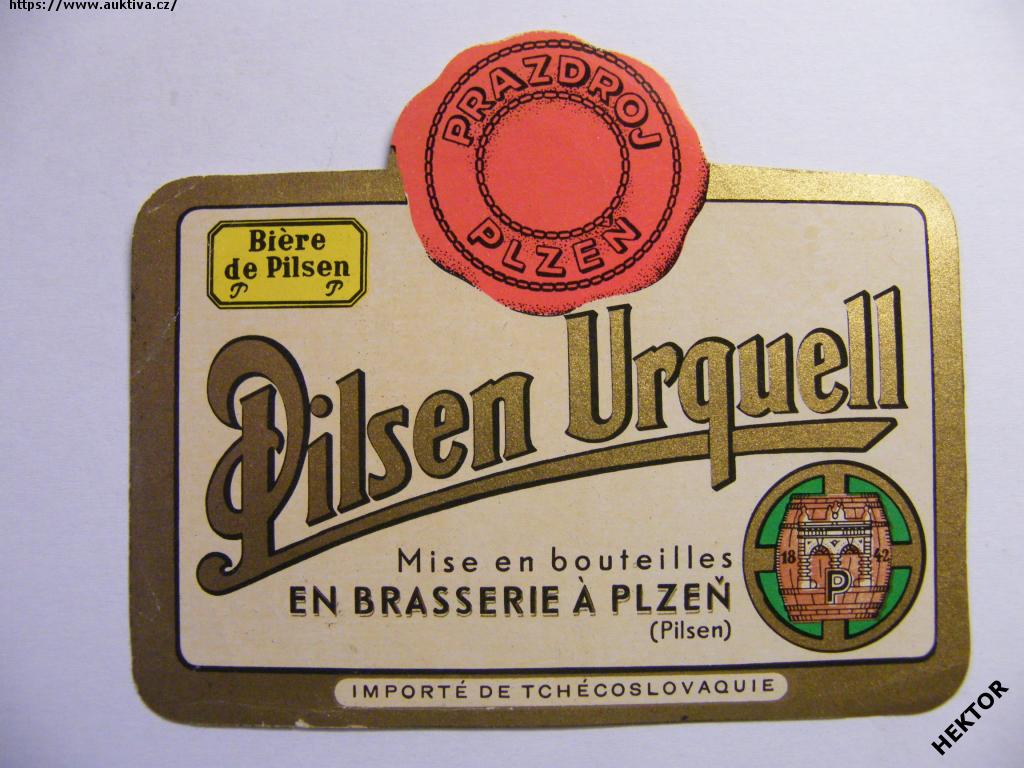 https://www.auktiva.cz/
PRAZDROJ
PLZEŇ
Bière
de Pilsen
Pilsen Urquell
18 42
P
Mise en bouteilles
EN BRASSERIE À PLZEŇ
(Pilsen)
IMPORTÉ DE TCHÉCOSLOVAQUIE
HEKTOR